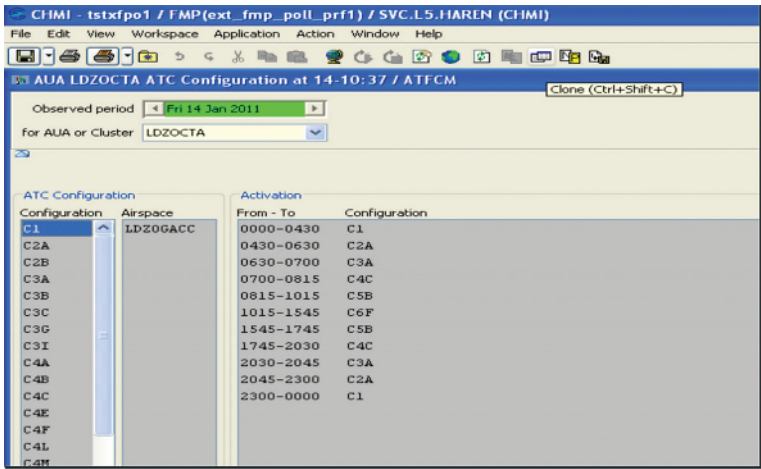 CHMI - tstxfpo1 / FMP(ext_fmp_poll_prf1) / SVC.L5.HAREN (CHMI)
File Edit View Workspace Application Action Window Help
AUA LDZOCTA ATC Configuration at 14-10:37 / ATFCM
Clone (Ctrl+Shift+C)
Observed period Fri 14 Jan 2011
for AUA or Cluster LDZOCTA
ATC Configuration Activation
Configuration Airspace From - To Configuration
C1 LDZOGACC 0000-0430 C1
C2A 0430-0630 C2A
C2B 0630-0700 C3A
C3A 0700-0815 C4C
C3B 0815-1015 C5B
C3C 1015-1545 C6F
C3G 1545-1745 C5B
C3I 1745-2030 C4C
C4A 2030-2045 C3A
C4B 2045-2300 C2A
C4C 2300-0000 C1
C4E
C4F
C4L
C4M